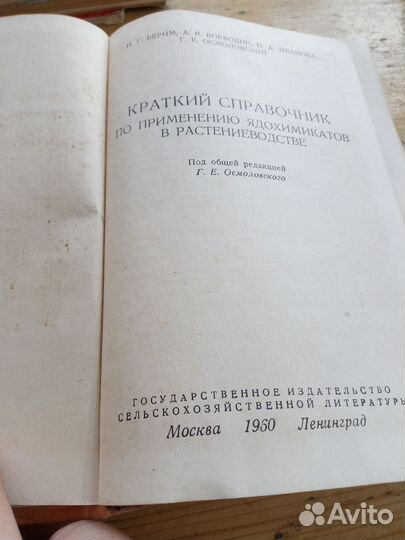 Н. Г. БЕРИМ, А. В. ВОЕВОДИН, Н. А. ИВАНОВА,
Г. Е. ОСМОЛОВСКИЙ
КРАТКИЙ СПРАВОЧНИК
ПО ПРИМЕНЕНИЮ ЯДОХИМИКАТОВ
В РАСТЕНИЕВОДСТВЕ
Под общей редакцией
Г. Е. Осмоловского
ГОСУДАРСТВЕННОЕ ИЗДАТЕЛЬСТВО
СЕЛЬСКОХОЗЯЙСТВЕННОЙ ЛИТЕРАТУРЫ
Москва 1960 Ленинград
Avito